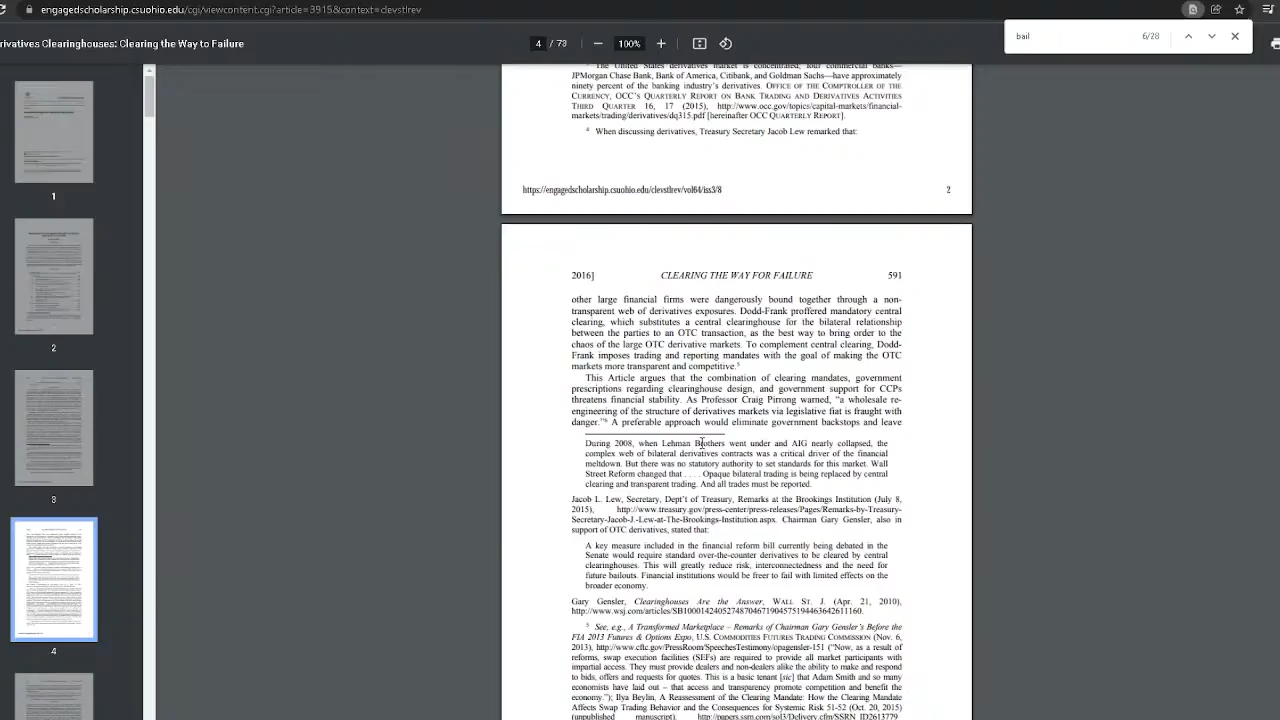 engagedscholarship.csuohio.edu/cgi/viewcontent.cgi?article=3915&context=clevstlrev
rivatives Clearinghouses: Clearing the Way to Failure
4 / 73
100%
bail
6/28
1
2
3
4
The United States derivatives market is concentrated; four commercial banks—
JPMorgan Chase Bank, Bank of America, Citibank, and Goldman Sachs—have approximately
ninety percent of the banking industry's derivatives. OFFICE OF THE COMPTROLLER OF THE
CURRENCY, OCC'S QUARTERLY REPORT ON BANK TRADING AND DERIVATIVES ACTIVITIES
THIRD QUARTER 16, 17 (2015), http://www.occ.gov/topics/capital-markets/financial-
markets/trading/derivatives/dq315.pdf [hereinafter OCC QUARTERLY REPORT].
4 When discussing derivatives, Treasury Secretary Jacob Lew remarked that:
https://engagedscholarship.csuohio.edu/clevstlrev/vol64/iss3/8
2
2016] CLEARING THE WAY FOR FAILURE 591
other large financial firms were dangerously bound together through a non-
transparent web of derivatives exposures. Dodd-Frank proffered mandatory central
clearing, which substitutes a central clearinghouse for the bilateral relationship
between the parties to an OTC transaction, as the best way to bring order to the
chaos of the large OTC derivative markets. To complement central clearing, Dodd-
Frank imposes trading and reporting mandates with the goal of making the OTC
markets more transparent and competitive.5
This Article argues that the combination of clearing mandates, government
prescriptions regarding clearinghouse design, and government support for CCPs
threatens financial stability. As Professor Craig Pirrong warned, "a wholesale re-
engineering of the structure of derivatives markets via legislative fiat is fraught with
danger."6 A preferable approach would eliminate government backstops and leave
During 2008, when Lehman Brothers went under and AIG nearly collapsed, the
complex web of bilateral derivatives contracts was a critical driver of the financial
meltdown. But there was no statutory authority to set standards for this market. Wall
Street Reform changed that . . . . Opaque bilateral trading is being replaced by central
clearing and transparent trading. And all trades must be reported.
Jacob L. Lew, Secretary, Dep't of Treasury, Remarks at the Brookings Institution (July 8,
2015), http://www.treasury.gov/press-center/press-releases/Pages/Remarks-by-Treasury-
Secretary-Jacob-J.-Lew-at-The-Brookings-Institution.aspx. Chairman Gary Gensler, also in
support of OTC derivatives, stated that:
A key measure included in the financial reform bill currently being debated in the
Senate would require standard over-the-counter derivatives to be cleared by central
clearinghouses. This will greatly reduce risk, interconnectedness and the need for
future bailouts. Financial institutions would be freer to fail with limited effects on the
broader economy.
Gary Gensler, Clearinghouses Are the Answer, WALL ST. J. (Apr. 21, 2010),
http://www.wsj.com/articles/SB10001424052748704671904575194463642611160.
5 See, e.g., A Transformed Marketplace – Remarks of Chairman Gary Gensler's Before the
FIA 2013 Futures & Options Expo, U.S. COMMODITIES FUTURES TRADING COMMISSION (Nov. 6,
2013), http://www.cftc.gov/PressRoom/SpeechesTestimony/opagensler-151 ("Now, as a result of
reforms, swap execution facilities (SEFs) are required to provide all market participants with
impartial access. They must provide dealers and non-dealers alike the ability to make and respond
to bids, offers and requests for quotes. This is a basic tenant [sic] that Adam Smith and so many
economists have laid out – that access and transparency promote competition and benefit the
economy."); Ilya Beylin, A Reassessment of the Clearing Mandate: How the Clearing Mandate
Affects Swap Trading Behavior and the Consequences for Systemic Risk 51-52 (Oct. 20, 2015)
(unpublished manuscript), http://papers.ssrn.com/sol3/Delivery.cfm/SSRN_ID2613779